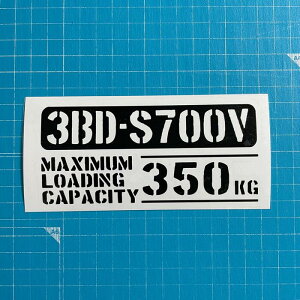 3BD-S700V
MAXIMUM
LOADING
CAPACITY
350 KG